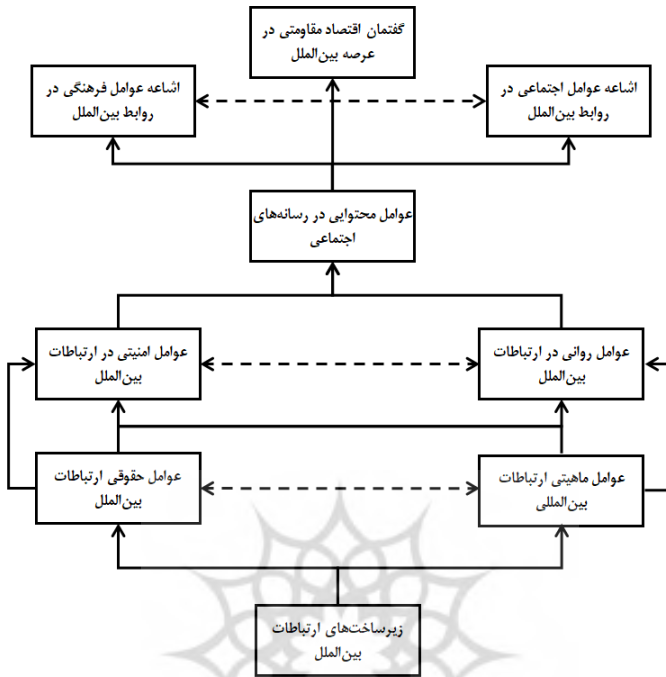 گفتمان اقتصاد مقاومتی در
عرصه بین‌الملل
اشاعه عوامل اجتماعی در
روابط بین‌الملل
اشاعه عوامل فرهنگی در
روابط بین‌الملل
عوامل محتوایی در رسانه‌های
اجتماعی
عوامل روانی در ارتباطات
بین‌الملل
عوامل امنیتی در ارتباطات
بین‌الملل
عوامل ماهیتی ارتباطات
بین‌المللی
عوامل حقوقی ارتباطات
بین‌الملل
زیرساخت‌های ارتباطات
بین‌الملل